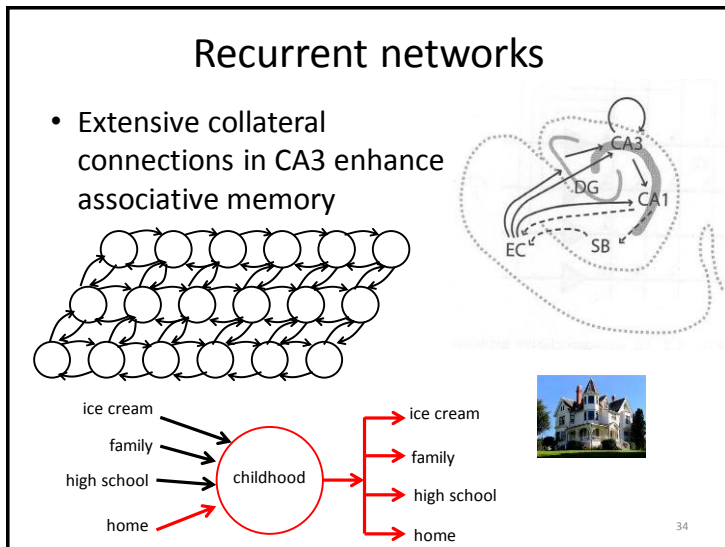 Recurrent networks
• Extensive collateral
connections in CA3 enhance
associative memory
CA3
DG
CA1
EC
SB
ice cream
family
high school
home
childhood
ice cream
family
high school
home
34